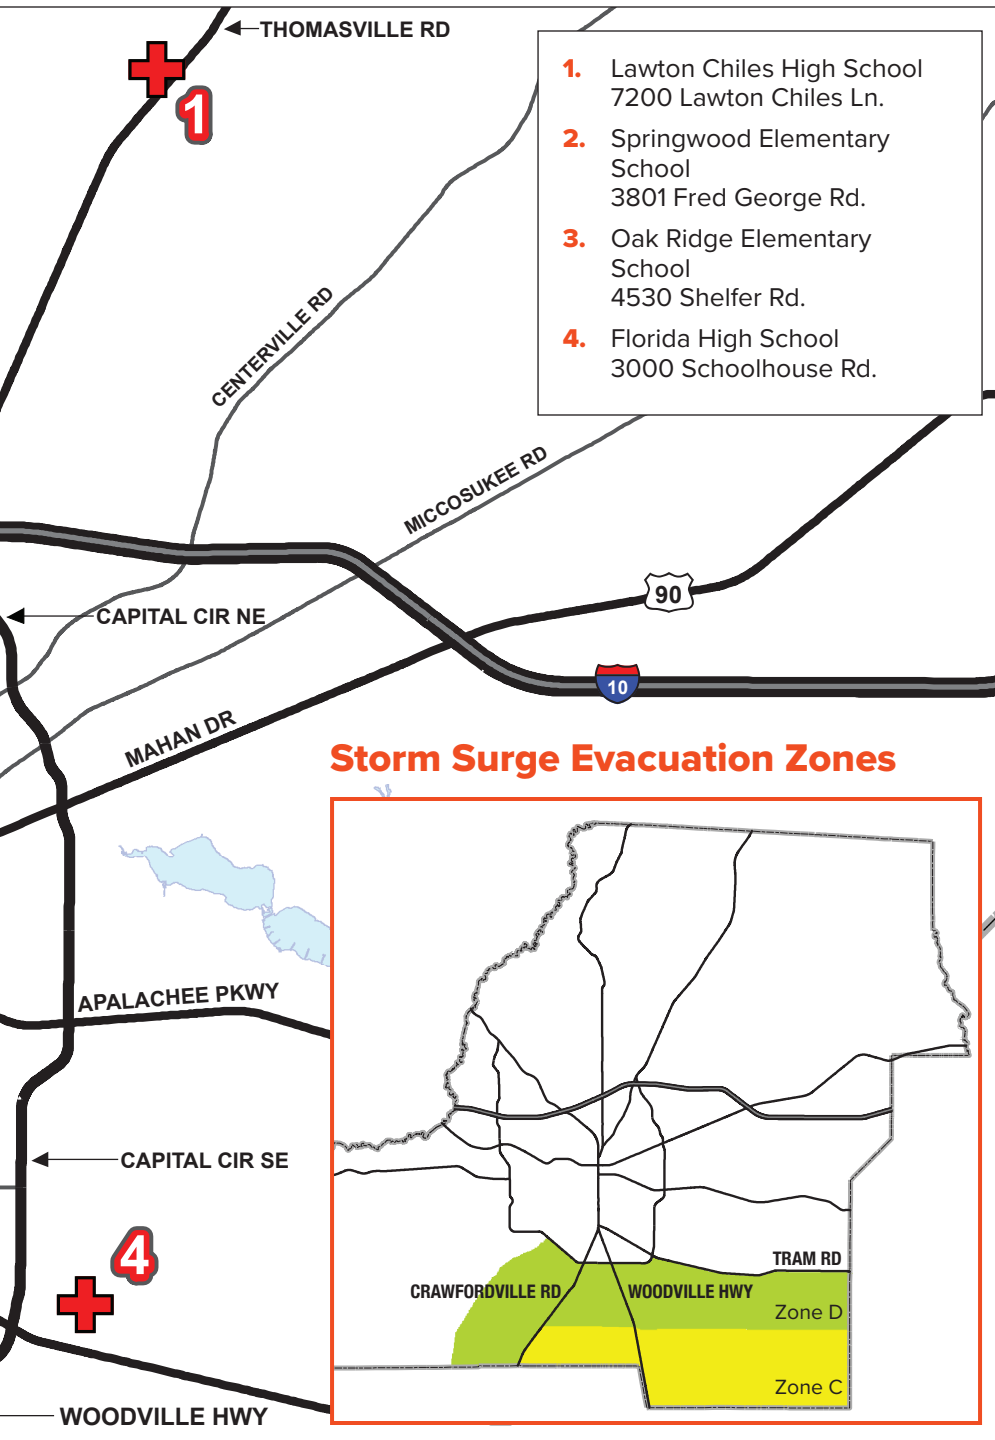 THOMASVILLE RD
1
1. Lawton Chiles High School
7200 Lawton Chiles Ln.
2. Springwood Elementary
School
3801 Fred George Rd.
3. Oak Ridge Elementary
School
4530 Shelfer Rd.
4. Florida High School
3000 Schoolhouse Rd.
CENTERVILLE RD
MICCOSUKEE RD
90
CAPITAL CIR NE
10
MAHAN DR
Storm Surge Evacuation Zones
APALACHEE PKWY
CAPITAL CIR SE
4
TRAM RD
CRAWFORDVILLE RD
WOODVILLE HWY
Zone D
Zone C
WOODVILLE HWY